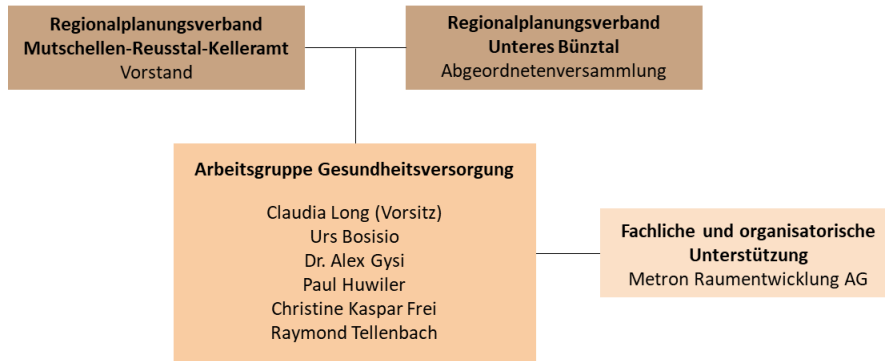 Regionalplanungsverband
Mutschellen-Reusstal-Kelleramt
Vorstand
Regionalplanungsverband
Unteres Bünztal
Abgeordnetenversammlung
Arbeitsgruppe Gesundheitsversorgung
Claudia Long (Vorsitz)
Urs Bosisio
Dr. Alex Gysi
Paul Huwiler
Christine Kaspar Frei
Raymond Tellenbach
Fachliche und organisatorische
Unterstützung
Metron Raumentwicklung AG